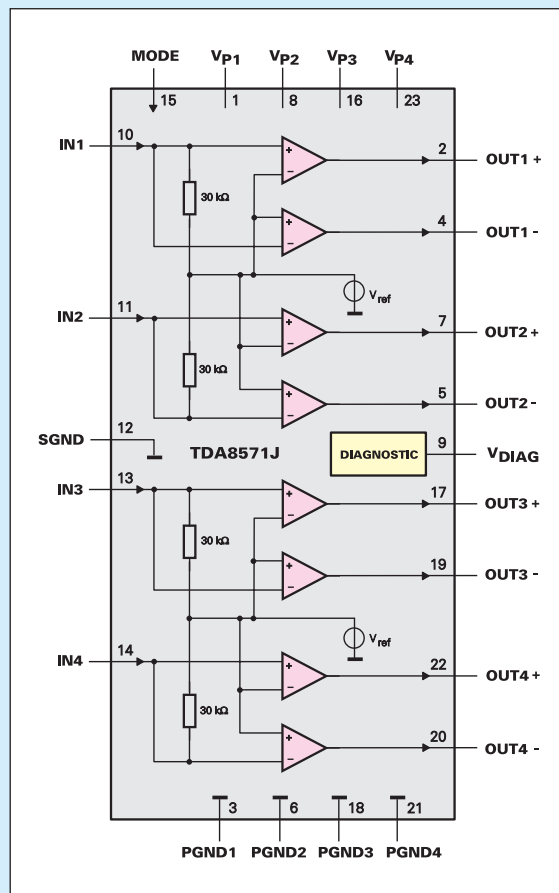 MODE VP1 VP2 VP3 VP4
15 1 8 16 23
IN1 10
2 OUT1 +
+
−
30 kΩ
4 OUT1 -
+
−
Vref
IN2 11
7 OUT2 +
+
−
30 kΩ
5 OUT2 -
+
−
SGND 12
TDA8571J
DIAGNOSTIC
9 VDIAG
IN3 13
17 OUT3 +
+
−
30 kΩ
19 OUT3 -
+
−
Vref
IN4 14
22 OUT4 +
+
−
30 kΩ
20 OUT4 -
+
−
3 6 18 21
PGND1 PGND2 PGND3 PGND4